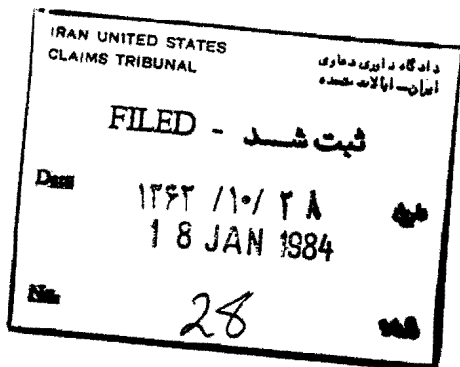 IRAN UNITED STATES
CLAIMS TRIBUNAL
دادگاه داوری دعاوی
ایران - ایالات متحده
FILED - ثبت شد
Date ۱۳۶۲ /۱۰/ ۲۸ تاریخ
18 JAN 1984
No. 28